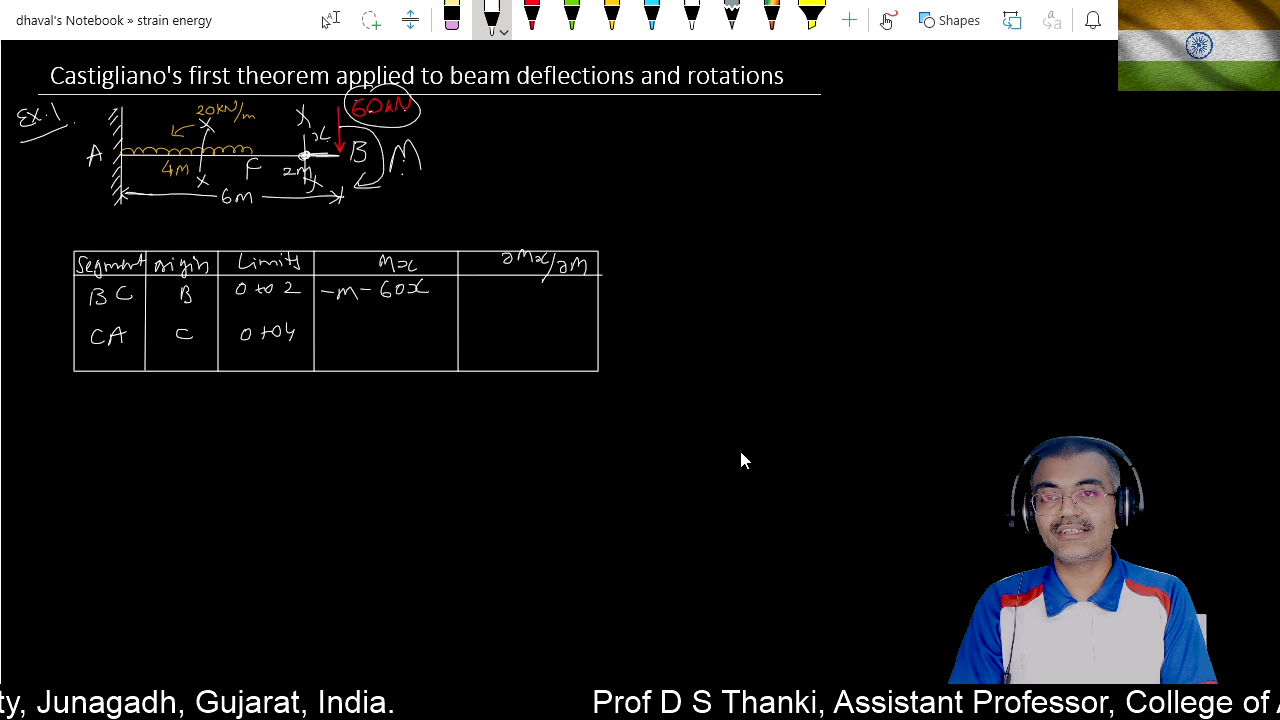 dhaval's Notebook » strain energy
Shapes
Castigliano's first theorem applied to beam deflections and rotations
Ex.1
20kN/m
60kN
X
X
x
A
B
M
4m
F
2m
X
X
6m
Segment origin Limits Mx ∂Mx/∂M
BC B 0 to 2 -M-60x
CA C 0 to 4
ty, Junagadh, Gujarat, India. Prof D S Thanki, Assistant Professor, College of A